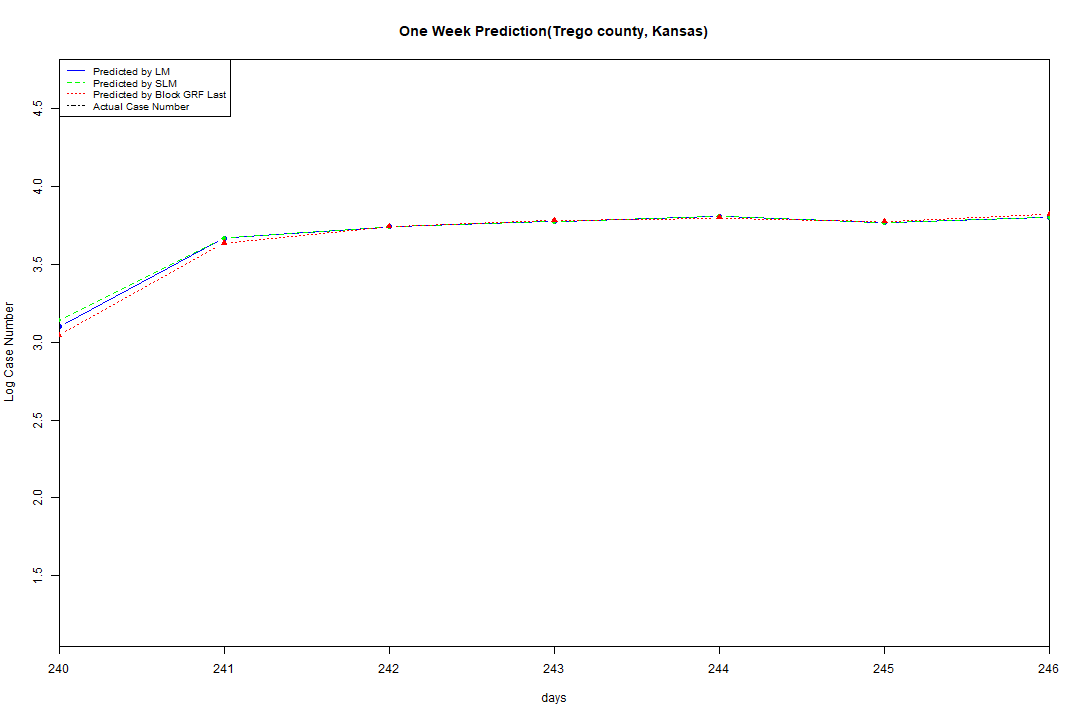 One Week Prediction(Trego county, Kansas)
Predicted by LM
Predicted by SLM
Predicted by Block GRF Last
Actual Case Number
4.5
4.0
3.5
3.0
2.5
2.0
1.5
Log Case Number
240 241 242 243 244 245 246
days